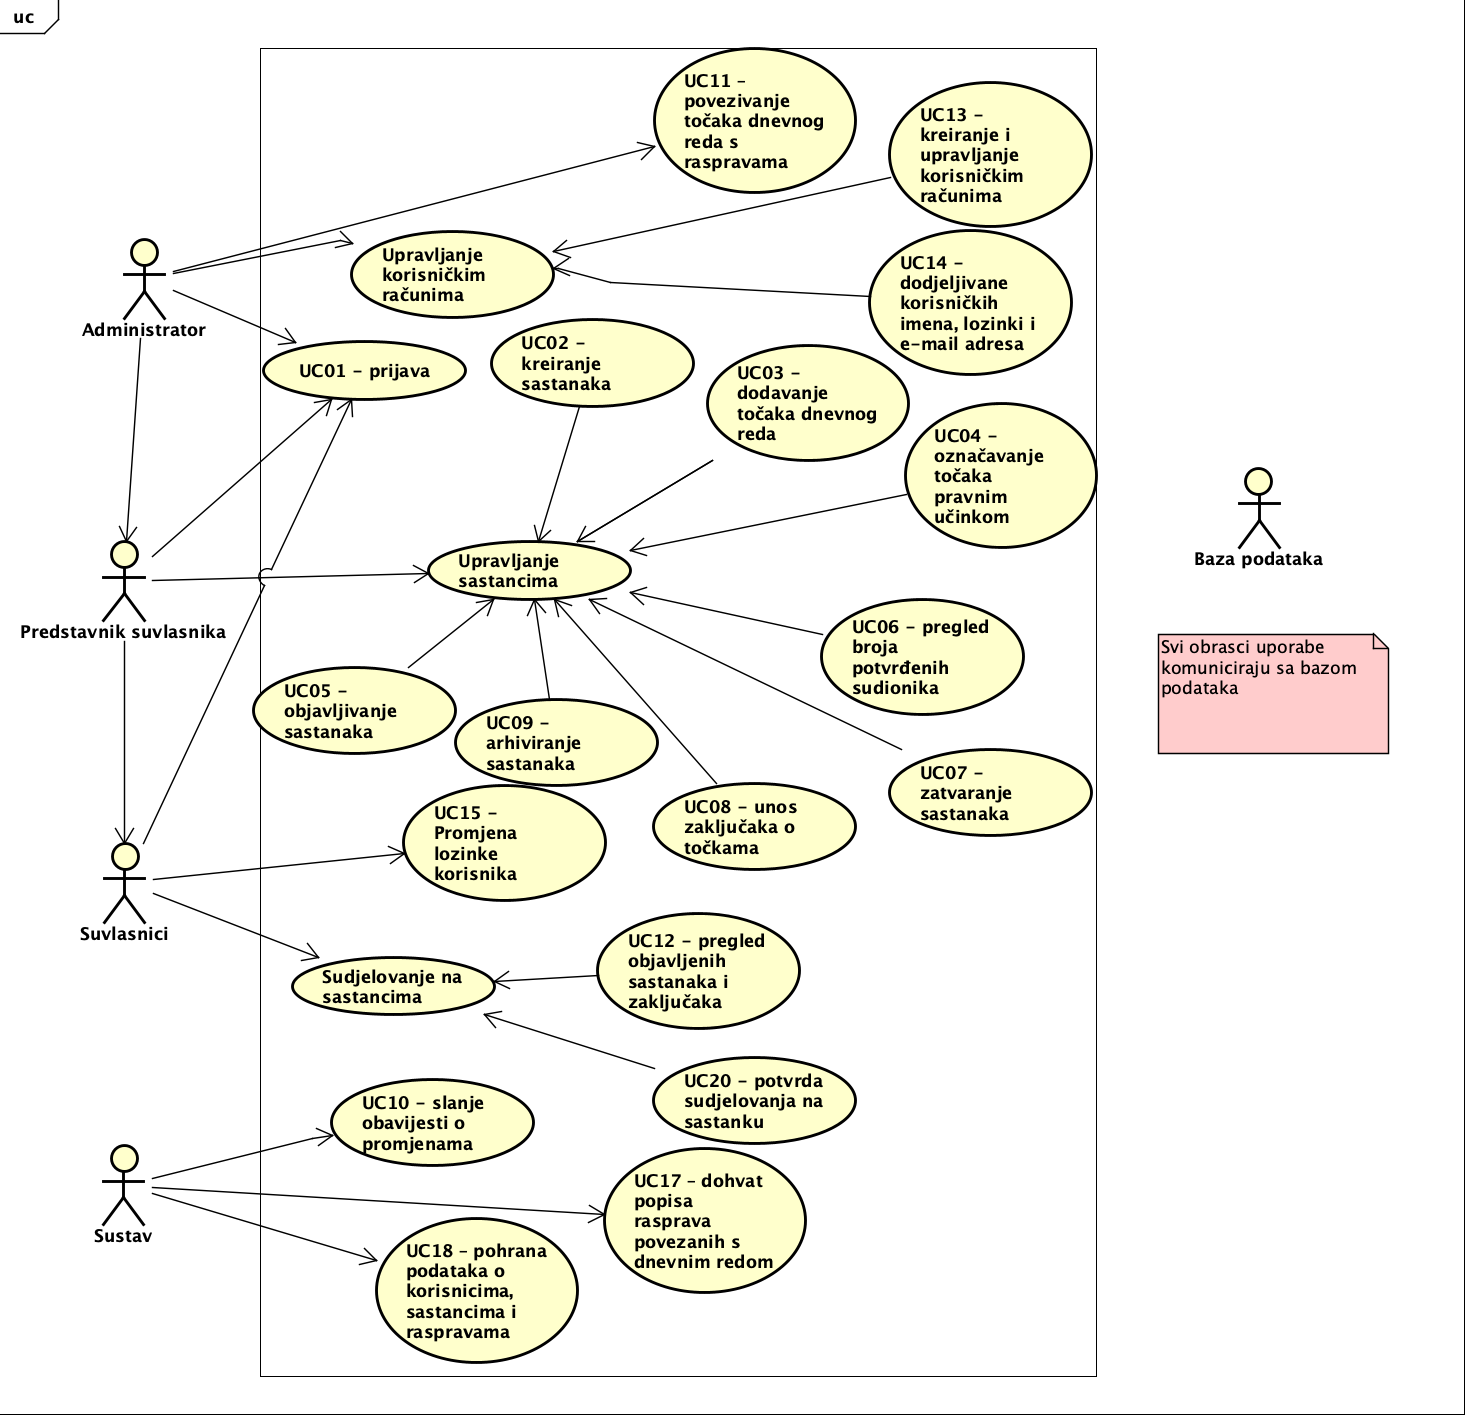 uc
UC11 –
povezivanje
točaka dnevnog
reda s
raspravama
UC13 –
kreiranje i
upravljanje
korisničkim
računima
Upravljanje
korisničkim
računima
UC14 –
dodjeljivane
korisničkih
imena, lozinki i
e-mail adresa
Administrator
UC01 – prijava
UC02 –
kreiranje
sastanaka
UC03 –
dodavanje
točaka dnevnog
reda
UC04 –
označavanje
točaka
pravnim
učinkom
Baza podataka
Predstavnik suvlasnika
Upravljanje
sastancima
Svi obrasci uporabe
komuniciraju sa bazom
podataka
UC06 – pregled
broja
potvrđenih
sudionika
UC05 –
objavljivanje
sastanaka
UC09 –
arhiviranje
sastanaka
UC07 –
zatvaranje
sastanaka
UC08 – unos
zaključaka o
točkama
UC15 –
Promjena
lozinke
korisnika
Suvlasnici
UC12 – pregled
objavljenih
sastanaka i
zaključaka
Sudjelovanje na
sastancima
UC20 – potvrda
sudjelovanja na
sastanku
UC10 – slanje
obavijesti o
promjenama
Sustav
UC17 – dohvat
popisa
rasprava
povezanih s
dnevnim redom
UC18 – pohrana
podataka o
korisnicima,
sastancima i
raspravama